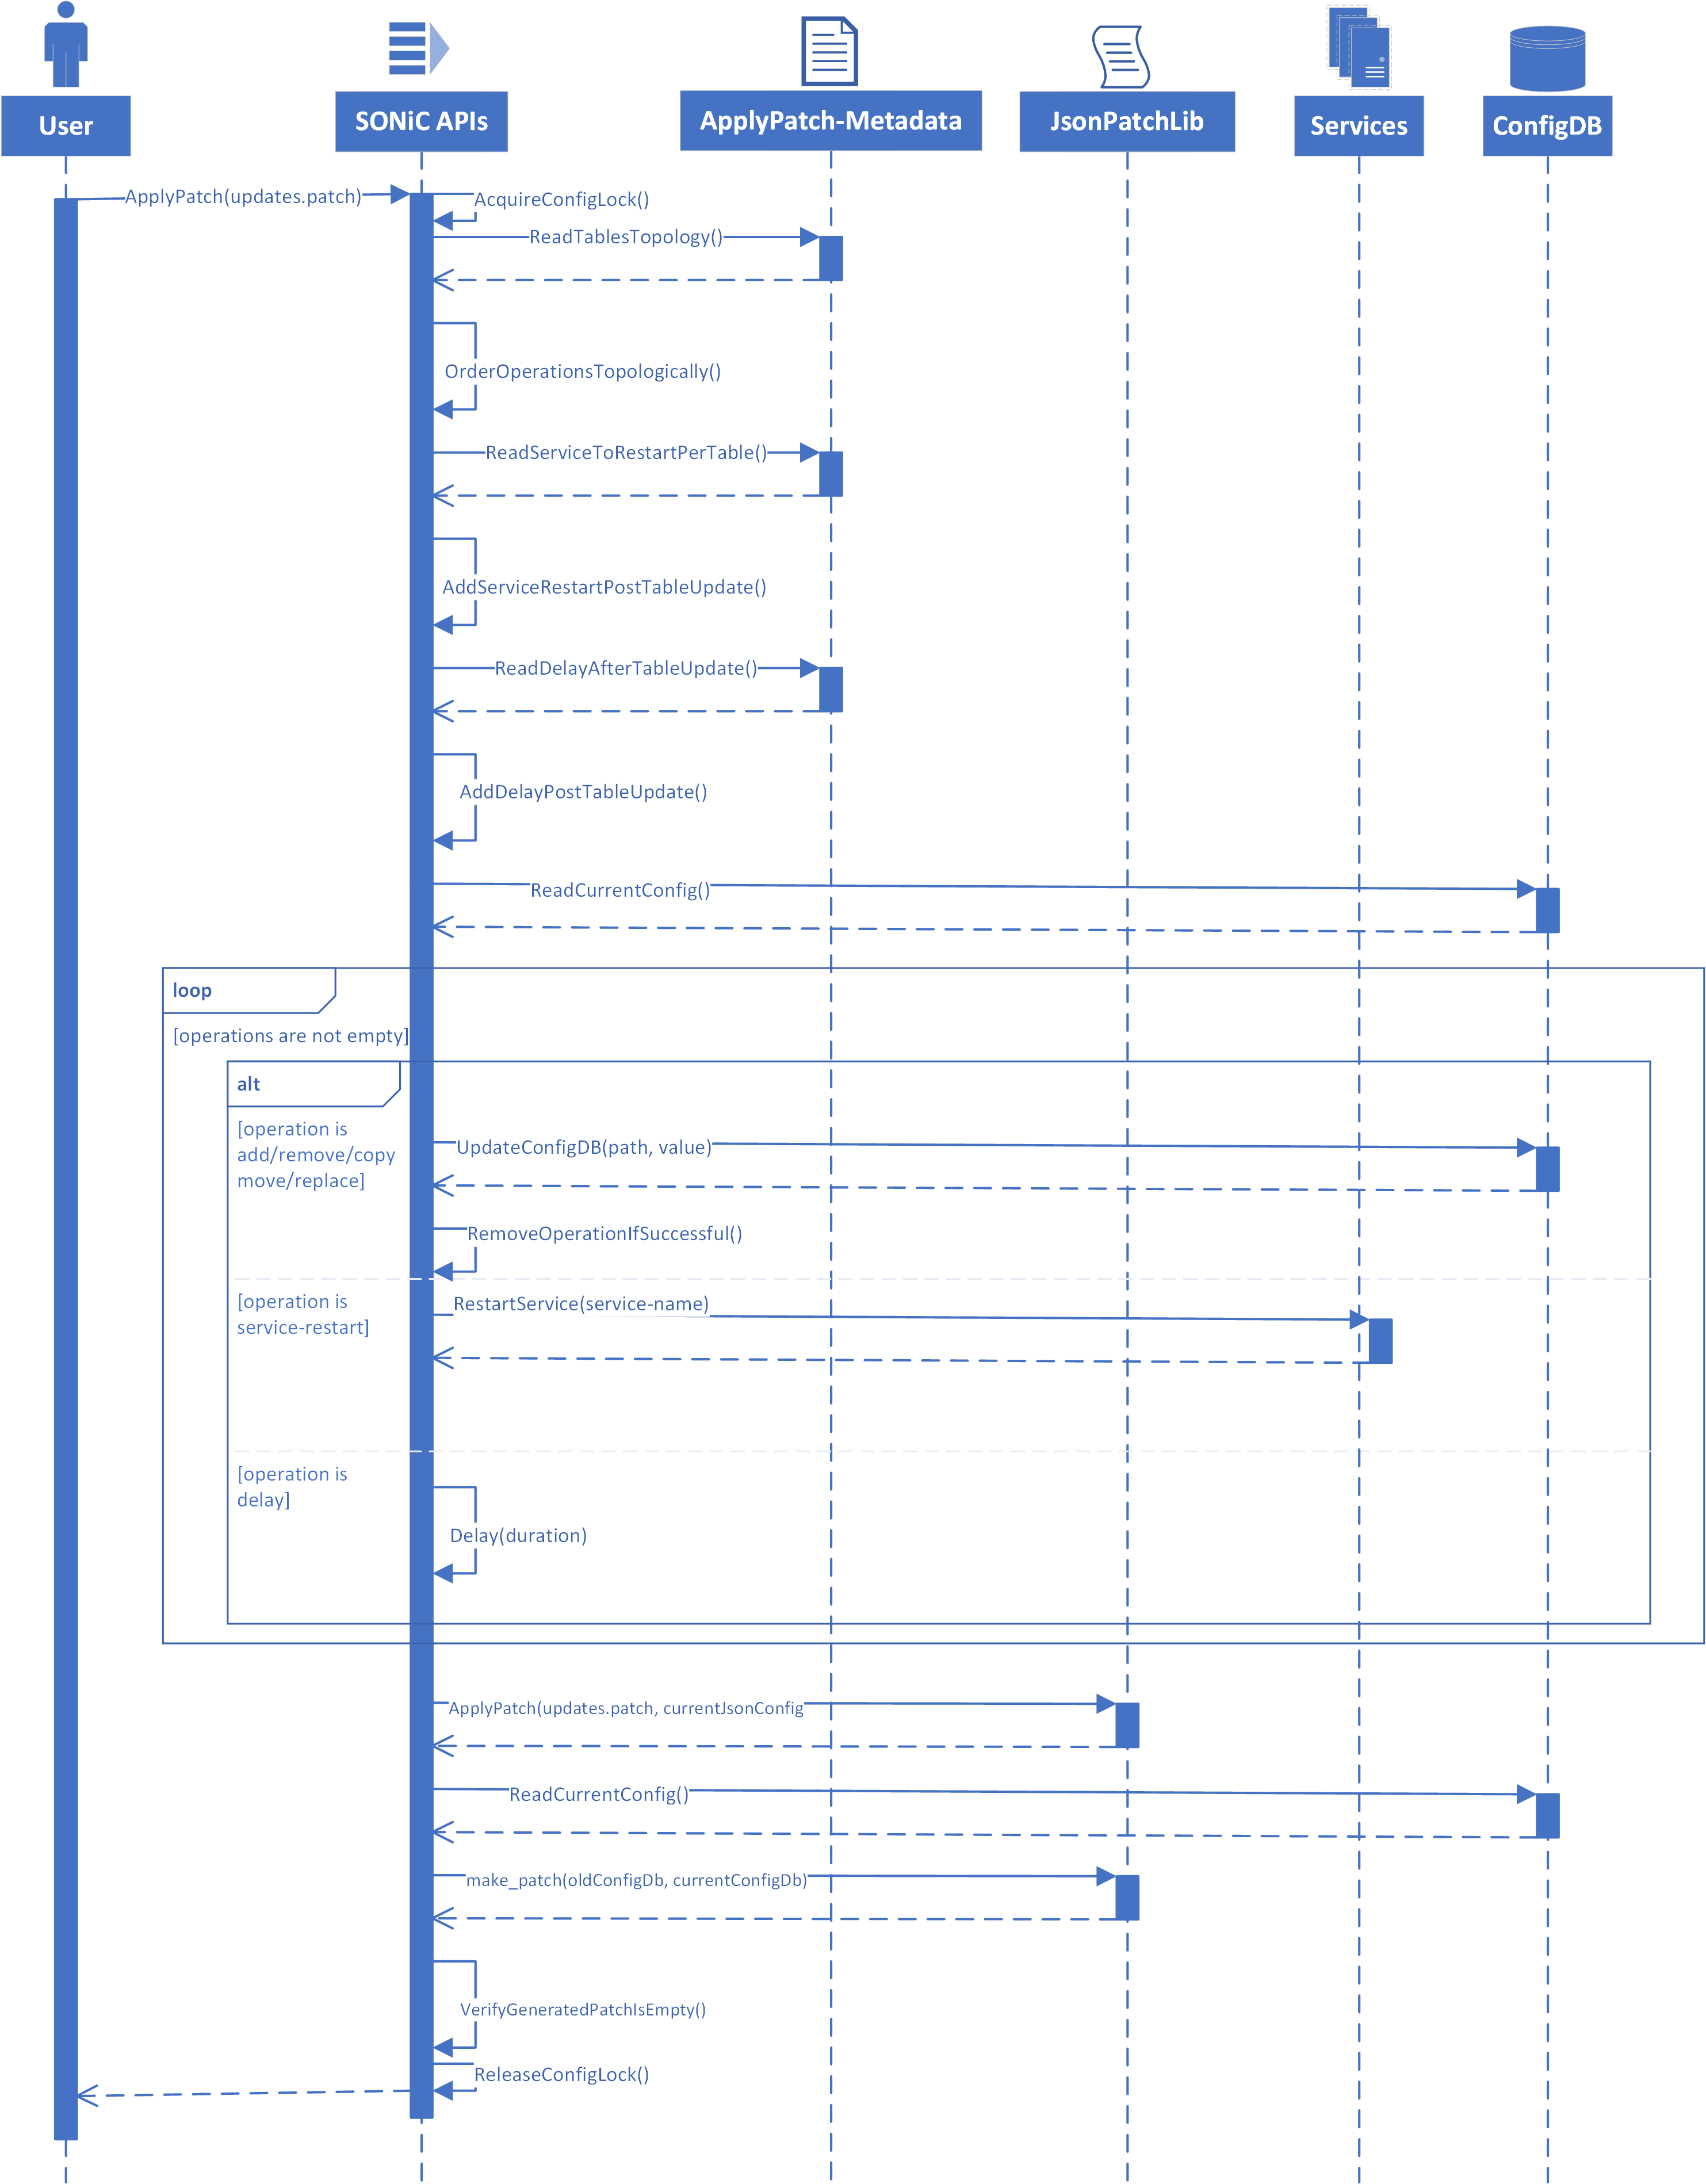 User
SONiC APIs
ApplyPatch-Metadata
JsonPatchLib
Services
ConfigDB
ApplyPatch(updates.patch)
AcquireConfigLock()
ReadTablesTopology()
OrderOperationsTopologically()
ReadServiceToRestartPerTable()
AddServiceRestartPostTableUpdate()
ReadDelayAfterTableUpdate()
AddDelayPostTableUpdate()
ReadCurrentConfig()
loop
[operations are not empty]
alt
[operation is
add/remove/copy
move/replace]
UpdateConfigDB(path, value)
RemoveOperationIfSuccessful()
[operation is
service-restart]
RestartService(service-name)
[operation is
delay]
Delay(duration)
ApplyPatch(updates.patch, currentJsonConfig
ReadCurrentConfig()
make_patch(oldConfigDb, currentConfigDb)
VerifyGeneratedPatchIsEmpty()
ReleaseConfigLock()